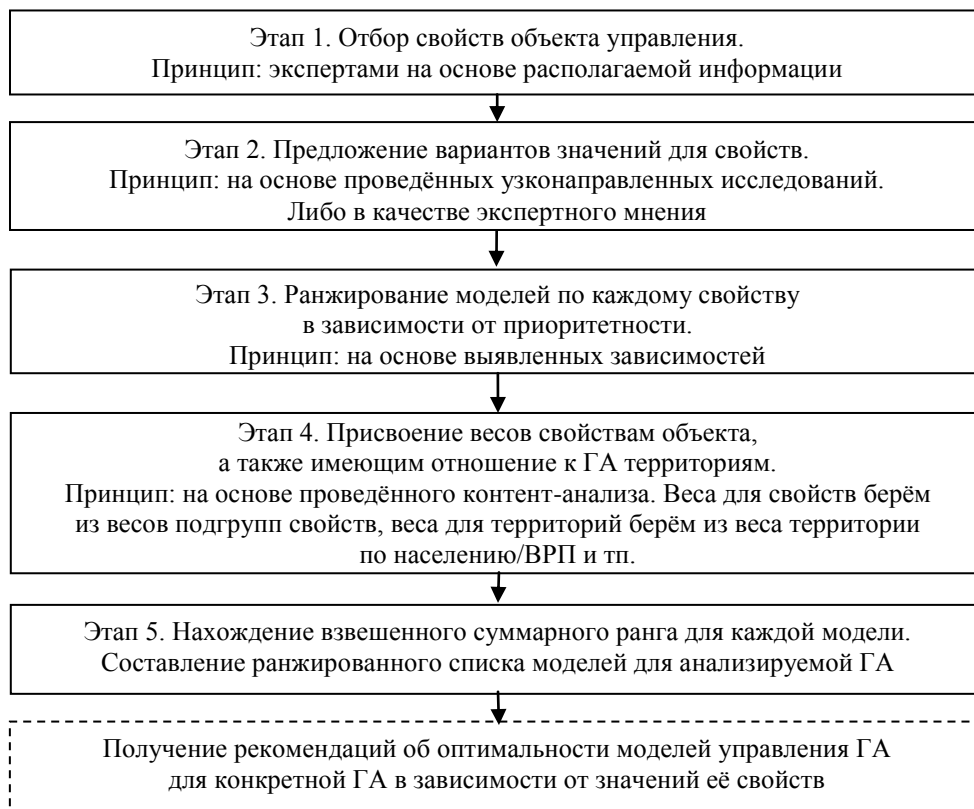 Этап 1. Отбор свойств объекта управления.
Принцип: экспертами на основе располагаемой информации
Этап 2. Предложение вариантов значений для свойств.
Принцип: на основе проведённых узконаправленных исследований.
Либо в качестве экспертного мнения
Этап 3. Ранжирование моделей по каждому свойству
в зависимости от приоритетности.
Принцип: на основе выявленных зависимостей
Этап 4. Присвоение весов свойствам объекта,
а также имеющим отношение к ГА территориям.
Принцип: на основе проведённого контент-анализа. Веса для свойств берём
из весов подгрупп свойств, веса для территорий берём из веса территории
по населению/ВРП и тп.
Этап 5. Нахождение взвешенного суммарного ранга для каждой модели.
Составление ранжированного списка моделей для анализируемой ГА
Получение рекомендаций об оптимальности моделей управления ГА
для конкретной ГА в зависимости от значений её свойств